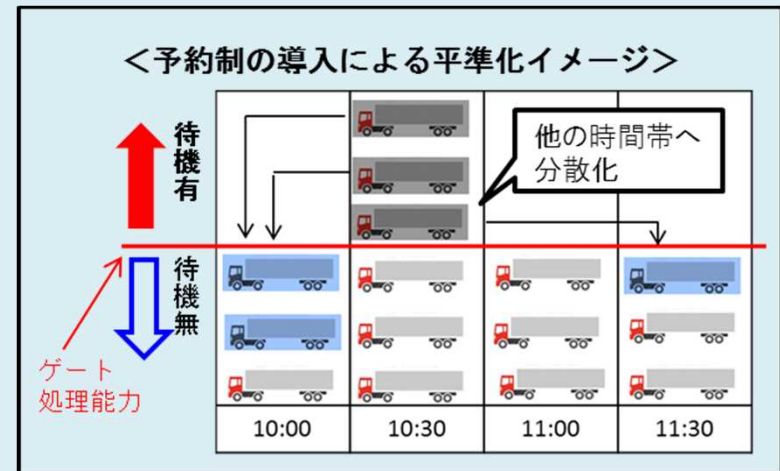 ＜予約制の導入による平準化イメージ＞
待機有
他の時間帯へ
分散化
待機無
ゲート
処理能力
10:00 10:30 11:00 11:30